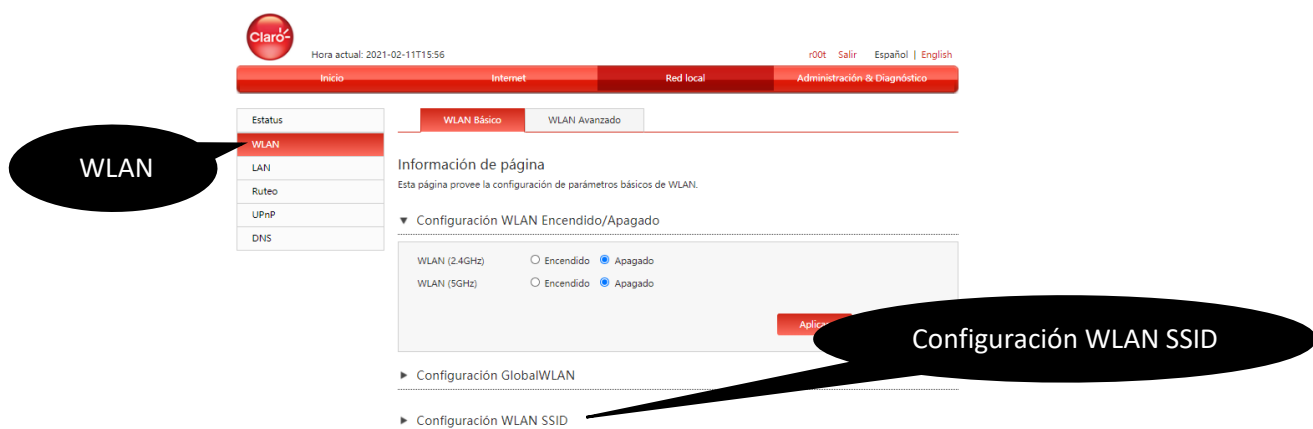 Claro
Hora actual: 2021-02-11T15:56
r00t Salir Español | English
Inicio Internet Red local Administración & Diagnóstico
Estatus
WLAN
LAN
Ruteo
UPnP
DNS
WLAN
WLAN Básico WLAN Avanzado
Información de página
Esta página provee la configuración de parámetros básicos de WLAN.
Configuración WLAN Encendido/Apagado
WLAN (2.4GHz) Encendido Apagado
WLAN (5GHz) Encendido Apagado
Configuración WLAN SSID
Configuración GlobalWLAN
Configuración WLAN SSID